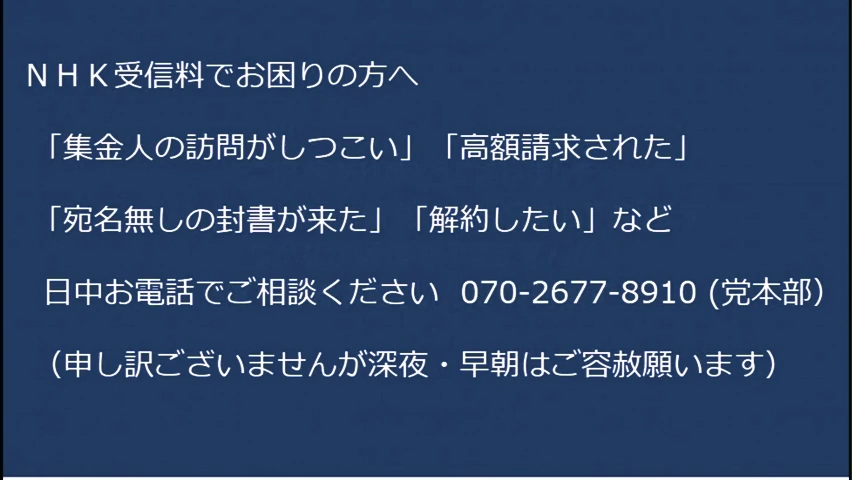 ＮＨＫ受信料でお困りの方へ
「集金人の訪問がしつこい」「高額請求された」
「宛名無しの封書が来た」「解約したい」など
日中お電話でご相談ください 070-2677-8910 (党本部）
（申し訳ございませんが深夜・早朝はご容赦願います）